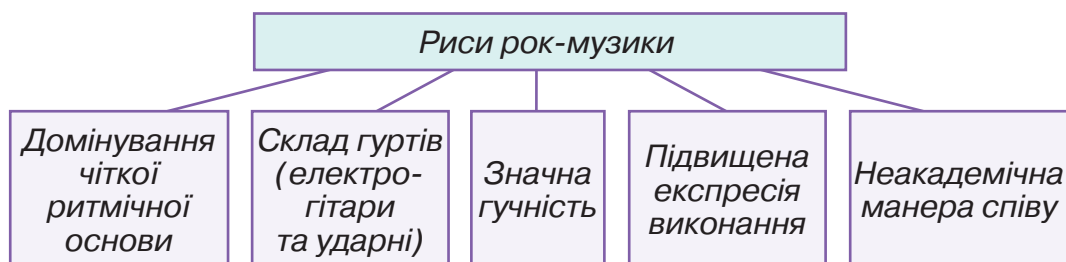 Риси рок-музики
Домінування
чіткої
ритмічної
основи
Склад гуртів
(електро-
гітари
та ударні)
Значна
гучність
Підвищена
експресія
виконання
Неакадемічна
манера співу